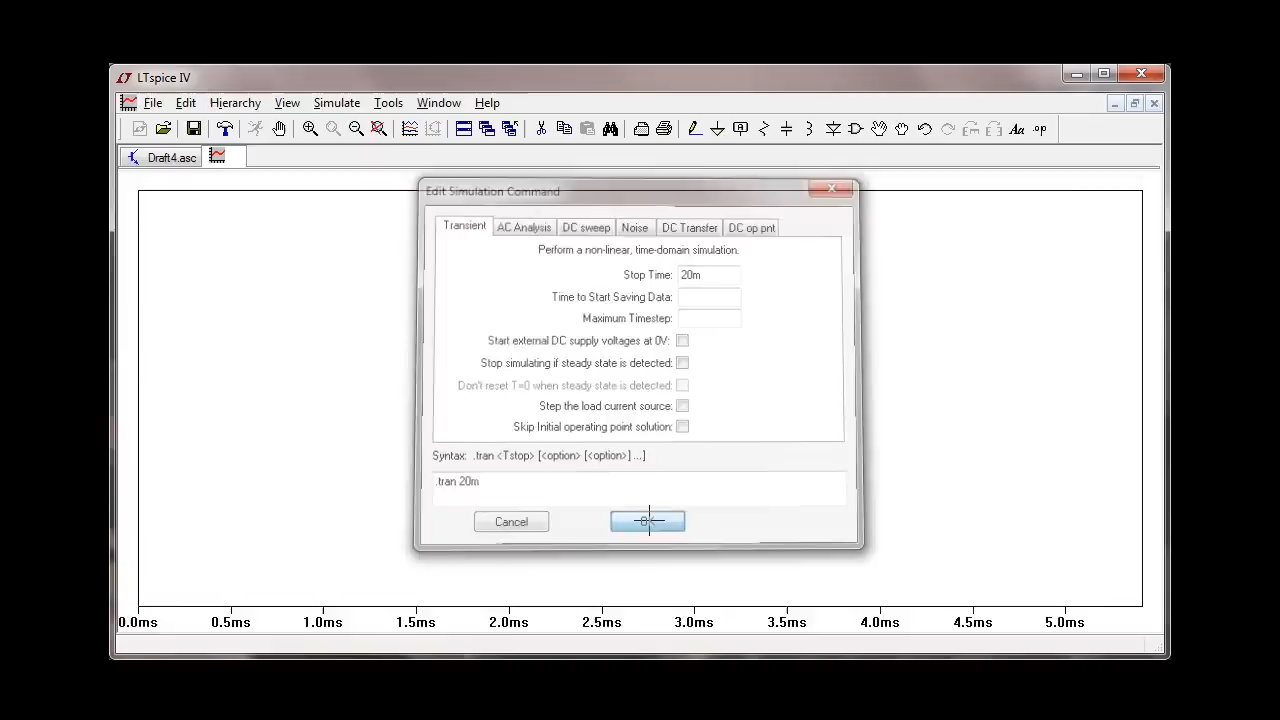 LTspice IV
File Edit Hierarchy View Simulate Tools Window Help
Aa .op
Draft4.asc
Edit Simulation Command
Transient AC Analysis DC sweep Noise DC Transfer DC op pnt
Perform a non-linear, time-domain simulation.
Stop Time: 20m
Time to Start Saving Data:
Maximum Timestep:
Start external DC supply voltages at 0V:
Stop simulating if steady state is detected:
Don't reset T=0 when steady state is detected:
Step the load current source:
Skip Initial operating point solution:
Syntax: .tran <Tstop> [<option> [<option>] ...]
.tran 20m
Cancel OK
0.0ms 0.5ms 1.0ms 1.5ms 2.0ms 2.5ms 3.0ms 3.5ms 4.0ms 4.5ms 5.0ms